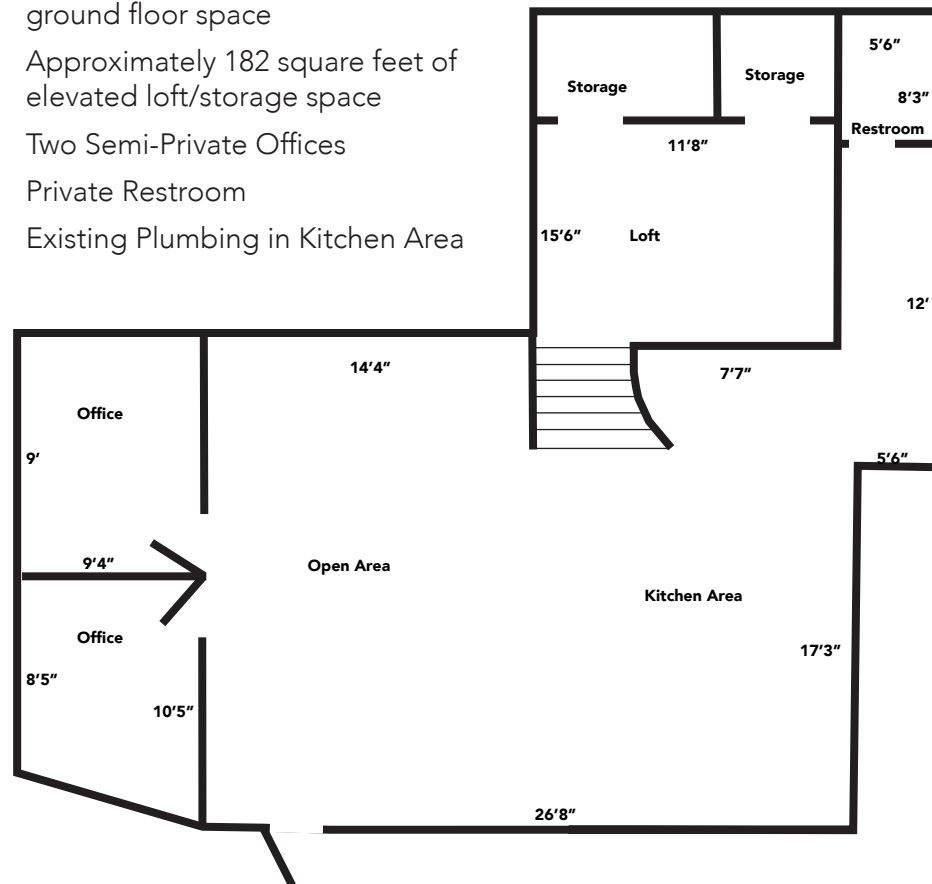 ground floor space
Approximately 182 square feet of
elevated loft/storage space
Two Semi-Private Offices
Private Restroom
Existing Plumbing in Kitchen Area
5’6”
Storage
Storage
8’3”
Restroom
11’8”
15’6”
Loft
12’
14’4”
7’7”
Office
9’
5’6”
9’4”
Open Area
Kitchen Area
Office
17’3”
8’5”
10’5”
26’8”